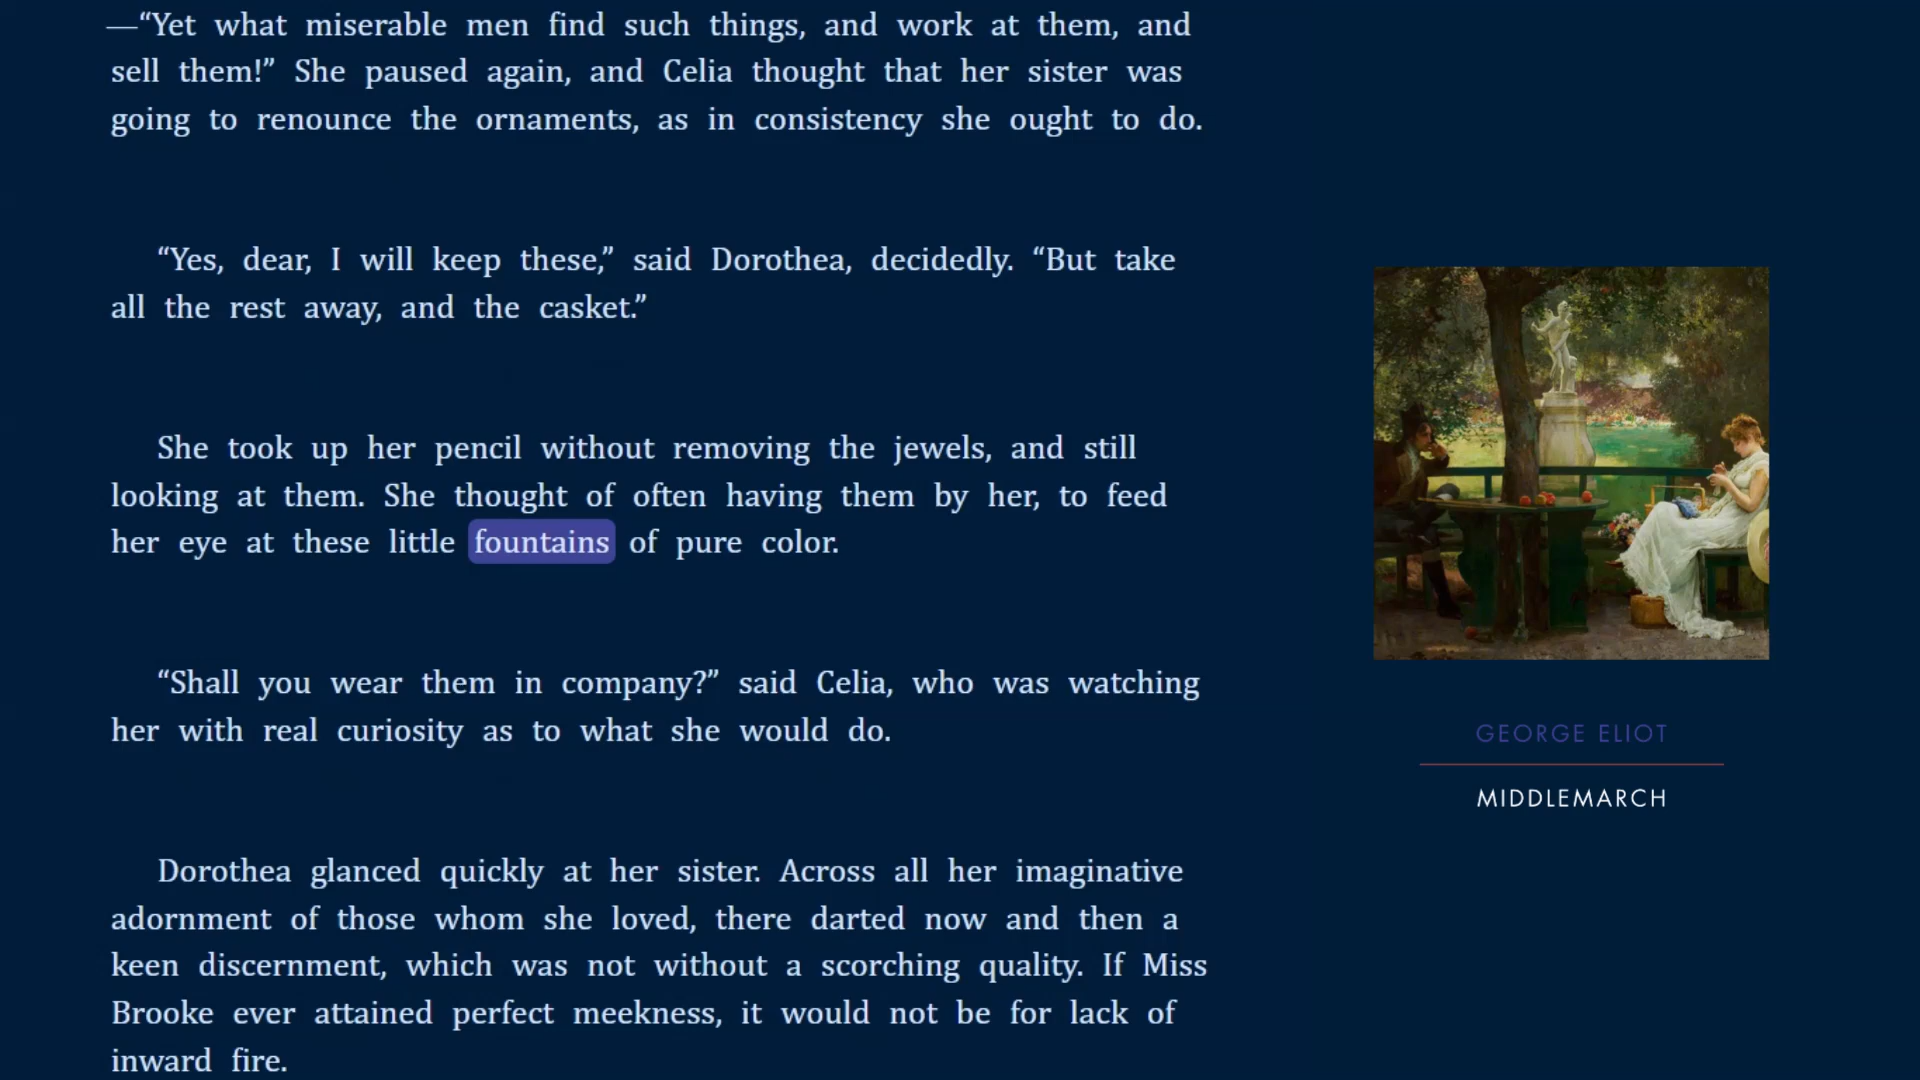 —“Yet what miserable men find such things, and work at them, and
sell them!” She paused again, and Celia thought that her sister was
going to renounce the ornaments, as in consistency she ought to do.
“Yes, dear, I will keep these,” said Dorothea, decidedly. “But take
all the rest away, and the casket.”
She took up her pencil without removing the jewels, and still
looking at them. She thought of often having them by her, to feed
her eye at these little fountains of pure color.
“Shall you wear them in company?” said Celia, who was watching
her with real curiosity as to what she would do.
Dorothea glanced quickly at her sister. Across all her imaginative
adornment of those whom she loved, there darted now and then a
keen discernment, which was not without a scorching quality. If Miss
Brooke ever attained perfect meekness, it would not be for lack of
inward fire.
GEORGE ELIOT
MIDDLEMARCH